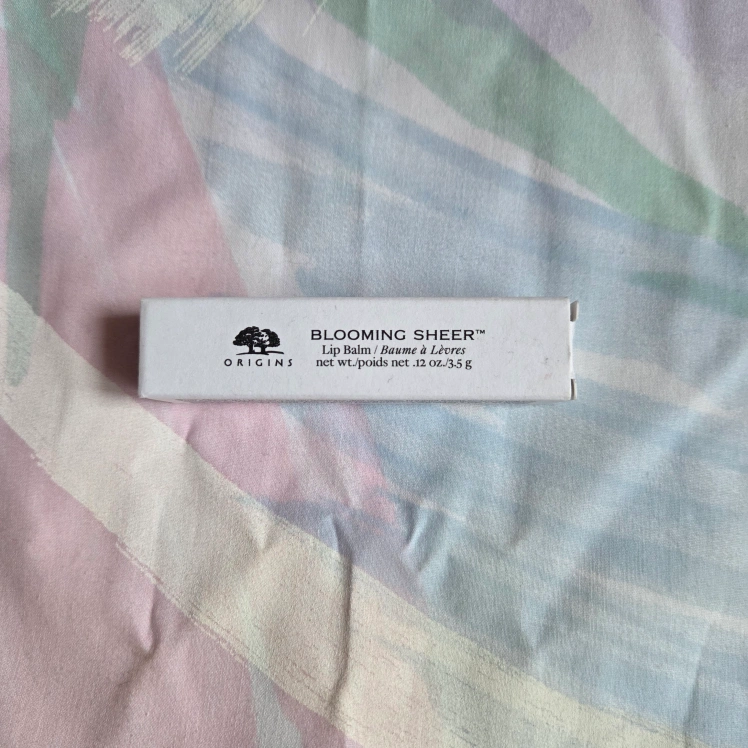 ORIGINS
BLOOMING SHEER™
Lip Balm / Baume à Lèvres
net wt./poids net .12 oz./3.5 g